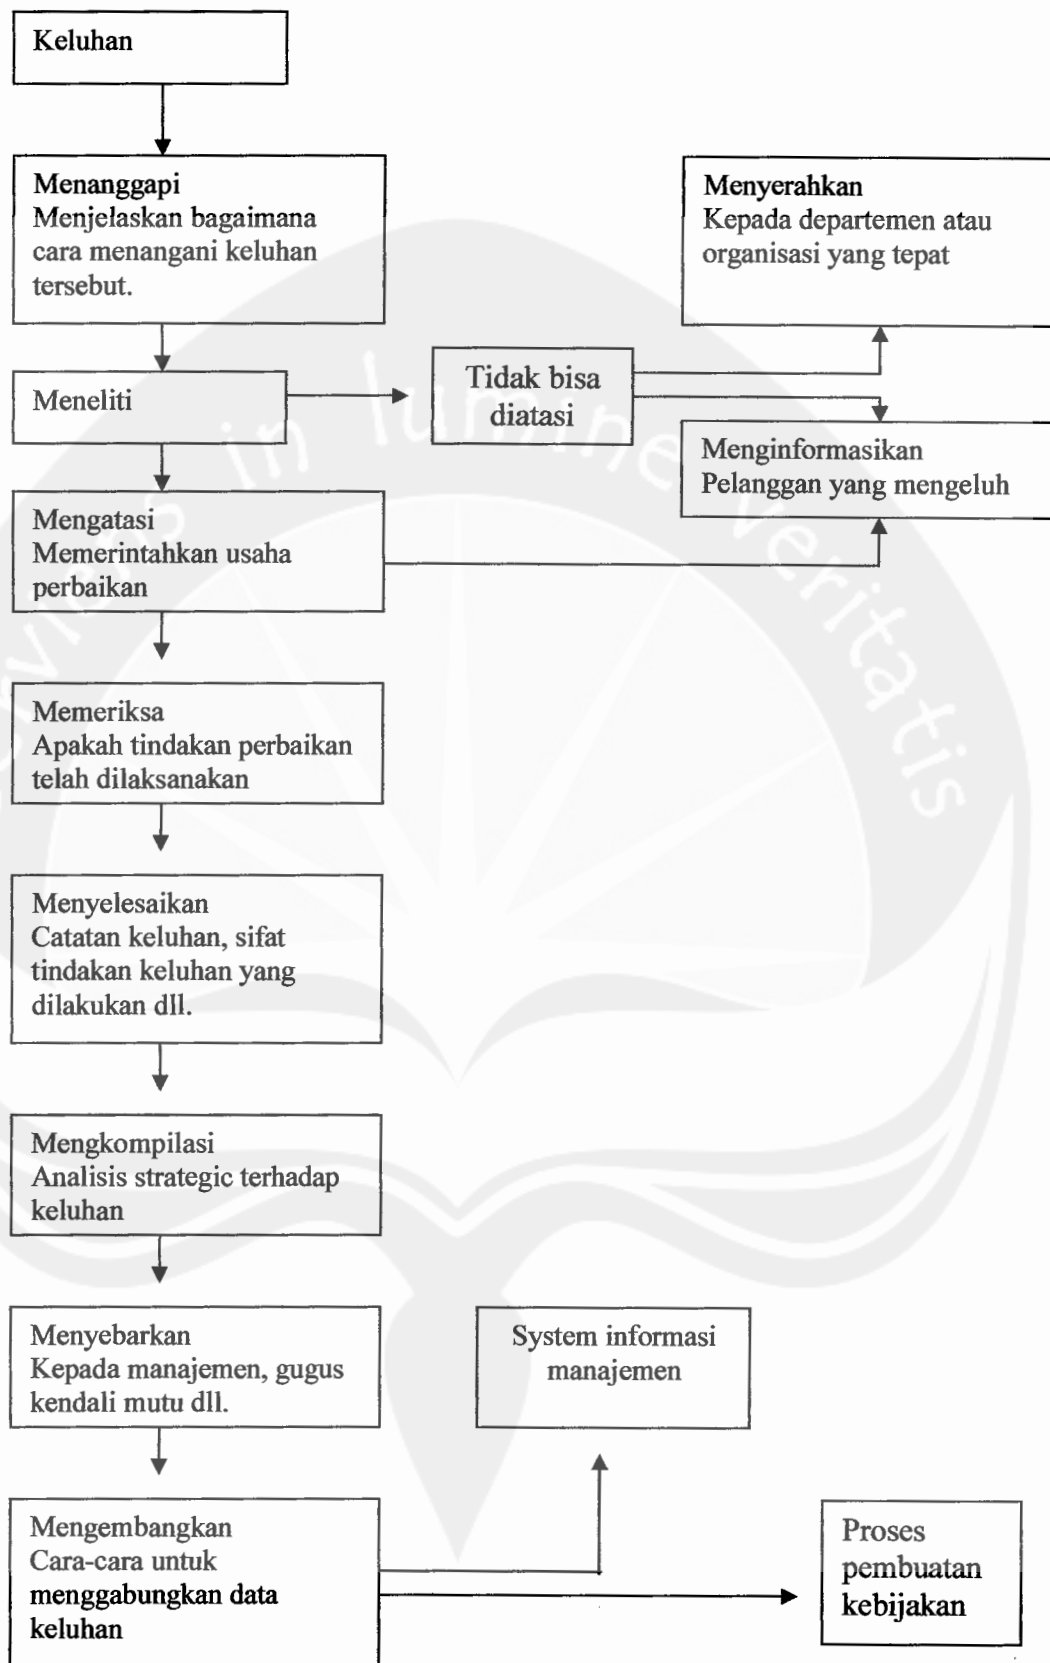 Keluhan
Menanggapi
Menjelaskan bagaimana
cara menangani keluhan
tersebut.
Menyerahkan
Kepada departemen atau
organisasi yang tepat
Meneliti
Tidak bisa
diatasi
Menginformasikan
Pelanggan yang mengeluh
Mengatasi
Memerintahkan usaha
perbaikan
Memeriksa
Apakah tindakan perbaikan
telah dilaksanakan
Menyelesaikan
Catatan keluhan, sifat
tindakan keluhan yang
dilakukan dll.
Mengkompilasi
Analisis strategic terhadap
keluhan
Menyebarkan
Kepada manajemen, gugus
kendali mutu dll.
System informasi
manajemen
Mengembangkan
Cara-cara untuk
menggabungkan data
keluhan
Proses
pembuatan
kebijakan
in lumine veritatis